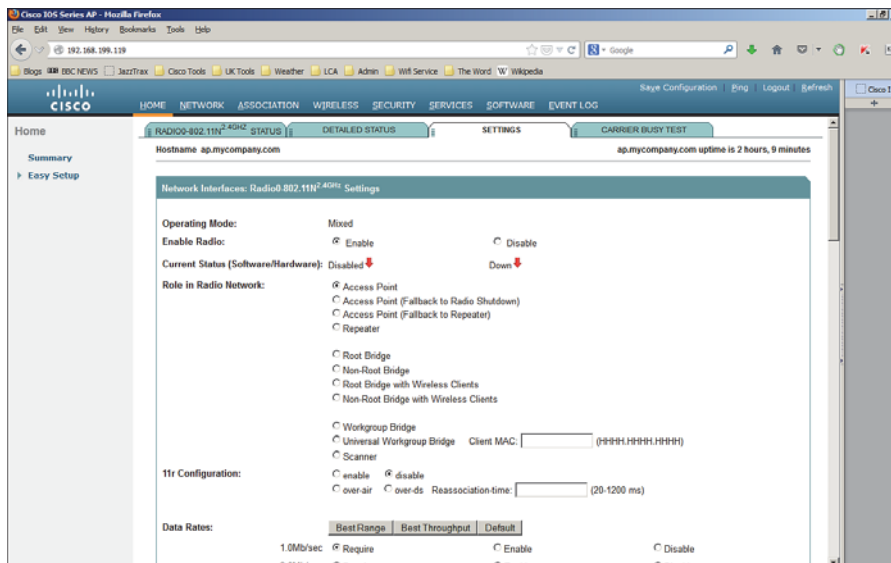 Cisco IOS Series AP - Mozilla Firefox
File Edit View History Bookmarks Tools Help
192.168.199.119
Google
Blogs BBC NEWS JazzTrax Cisco Tools UK Tools Weather LCA Admin Wifi Service The Word Wikipedia
Save Configuration | Ping | Logout | Refresh
CISCO
HOME NETWORK ASSOCIATION WIRELESS SECURITY SERVICES SOFTWARE EVENT LOG
Home
Summary
Easy Setup
RADIO0-802.11N2.4GHZ STATUS DETAILED STATUS SETTINGS CARRIER BUSY TEST
Hostname ap.mycompany.com ap.mycompany.com uptime is 2 hours, 9 minutes
Network Interfaces: Radio0-802.11N2.4GHz Settings
Operating Mode: Mixed
Enable Radio: Enable Disable
Current Status (Software/Hardware): Disabled Down
Role in Radio Network: Access Point
Access Point (Fallback to Radio Shutdown)
Access Point (Fallback to Repeater)
Repeater
Root Bridge
Non-Root Bridge
Root Bridge with Wireless Clients
Non-Root Bridge with Wireless Clients
Workgroup Bridge
Universal Workgroup Bridge Client MAC: (HHHH.HHHH.HHHH)
Scanner
11r Configuration: enable disable
over-air over-ds Reassociation-time: (20-1200 ms)
Data Rates: Best Range Best Throughput Default
1.0Mb/sec Require Enable Disable